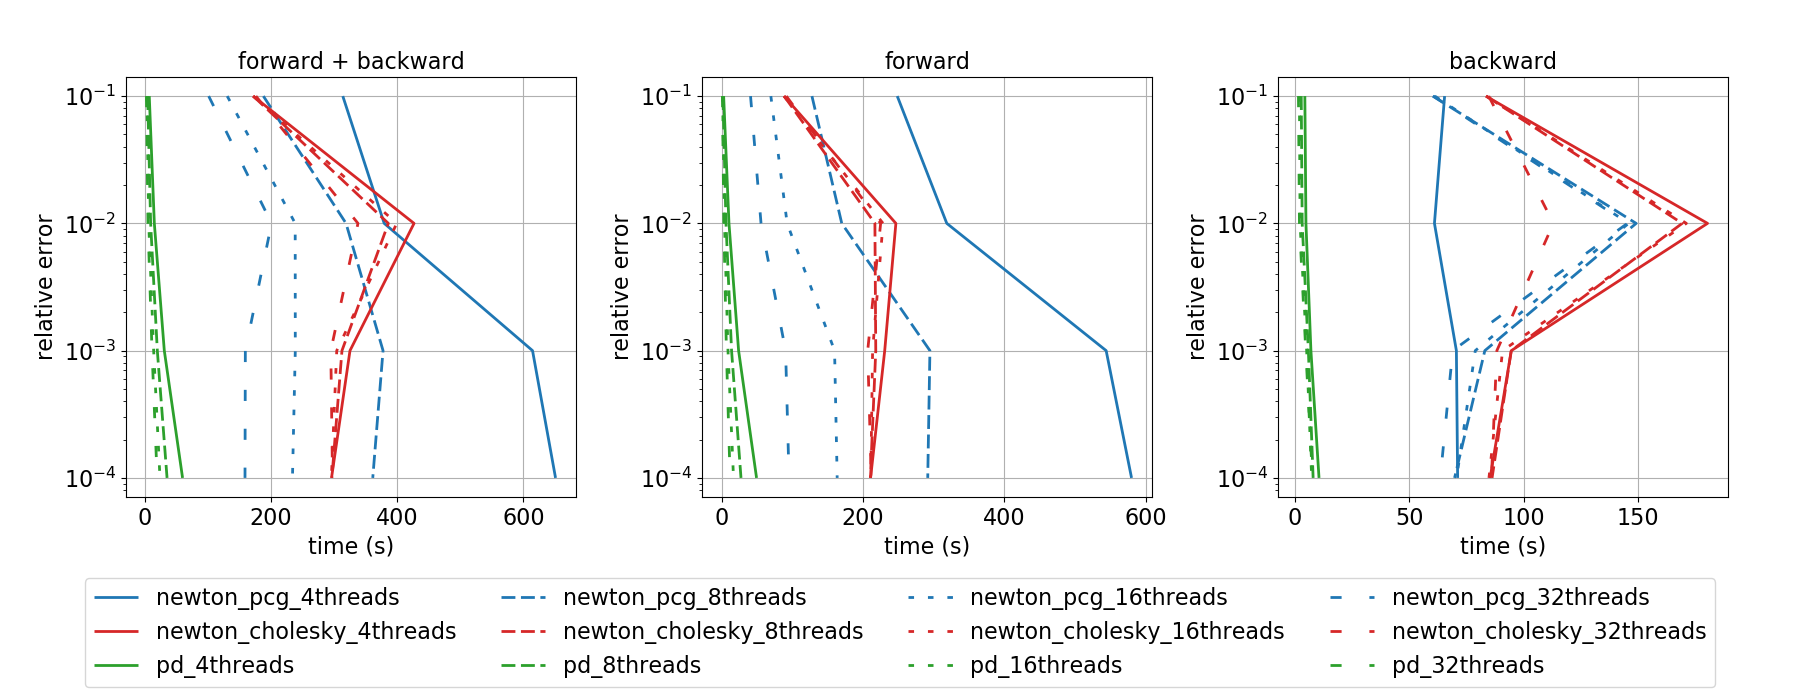 forward + backward
forward
backward
relative error
10⁻¹
10⁻²
10⁻³
10⁻⁴
0 200 400 600
time (s)
relative error
10⁻¹
10⁻²
10⁻³
10⁻⁴
0 200 400 600
time (s)
relative error
10⁻¹
10⁻²
10⁻³
10⁻⁴
0 50 100 150
time (s)
newton_pcg_4threads newton_pcg_8threads newton_pcg_16threads newton_pcg_32threads
newton_cholesky_4threads newton_cholesky_8threads newton_cholesky_16threads newton_cholesky_32threads
pd_4threads pd_8threads pd_16threads pd_32threads